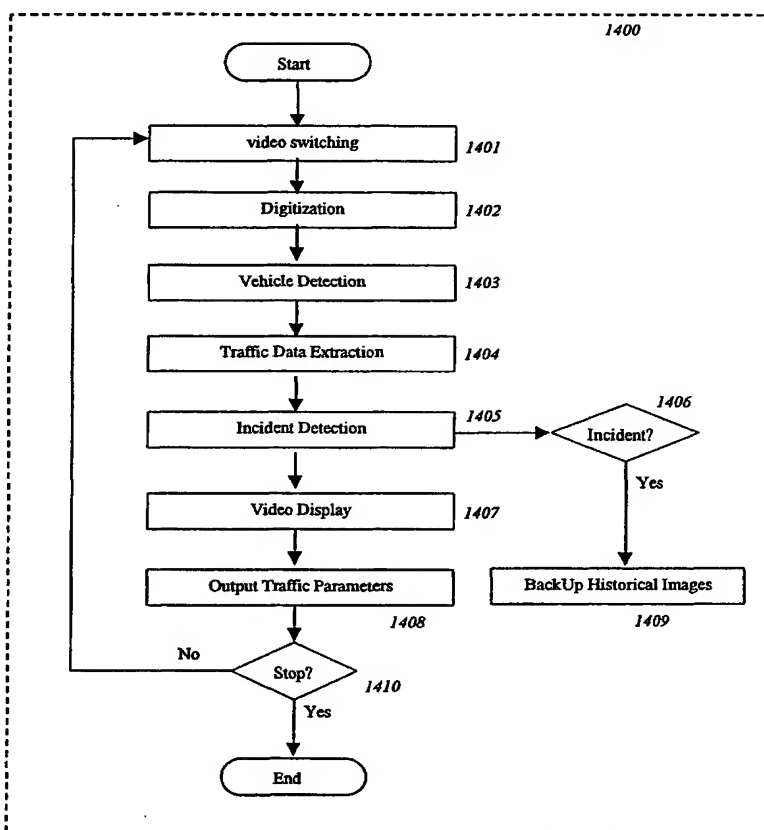 1400
Start
video switching
1401
Digitization
1402
Vehicle Detection
1403
Traffic Data Extraction
1404
Incident Detection
1405
1406
Incident?
Yes
Video Display
1407
Output Traffic Parameters
1408
BackUp Historical Images
1409
No
Stop?
1410
Yes
End